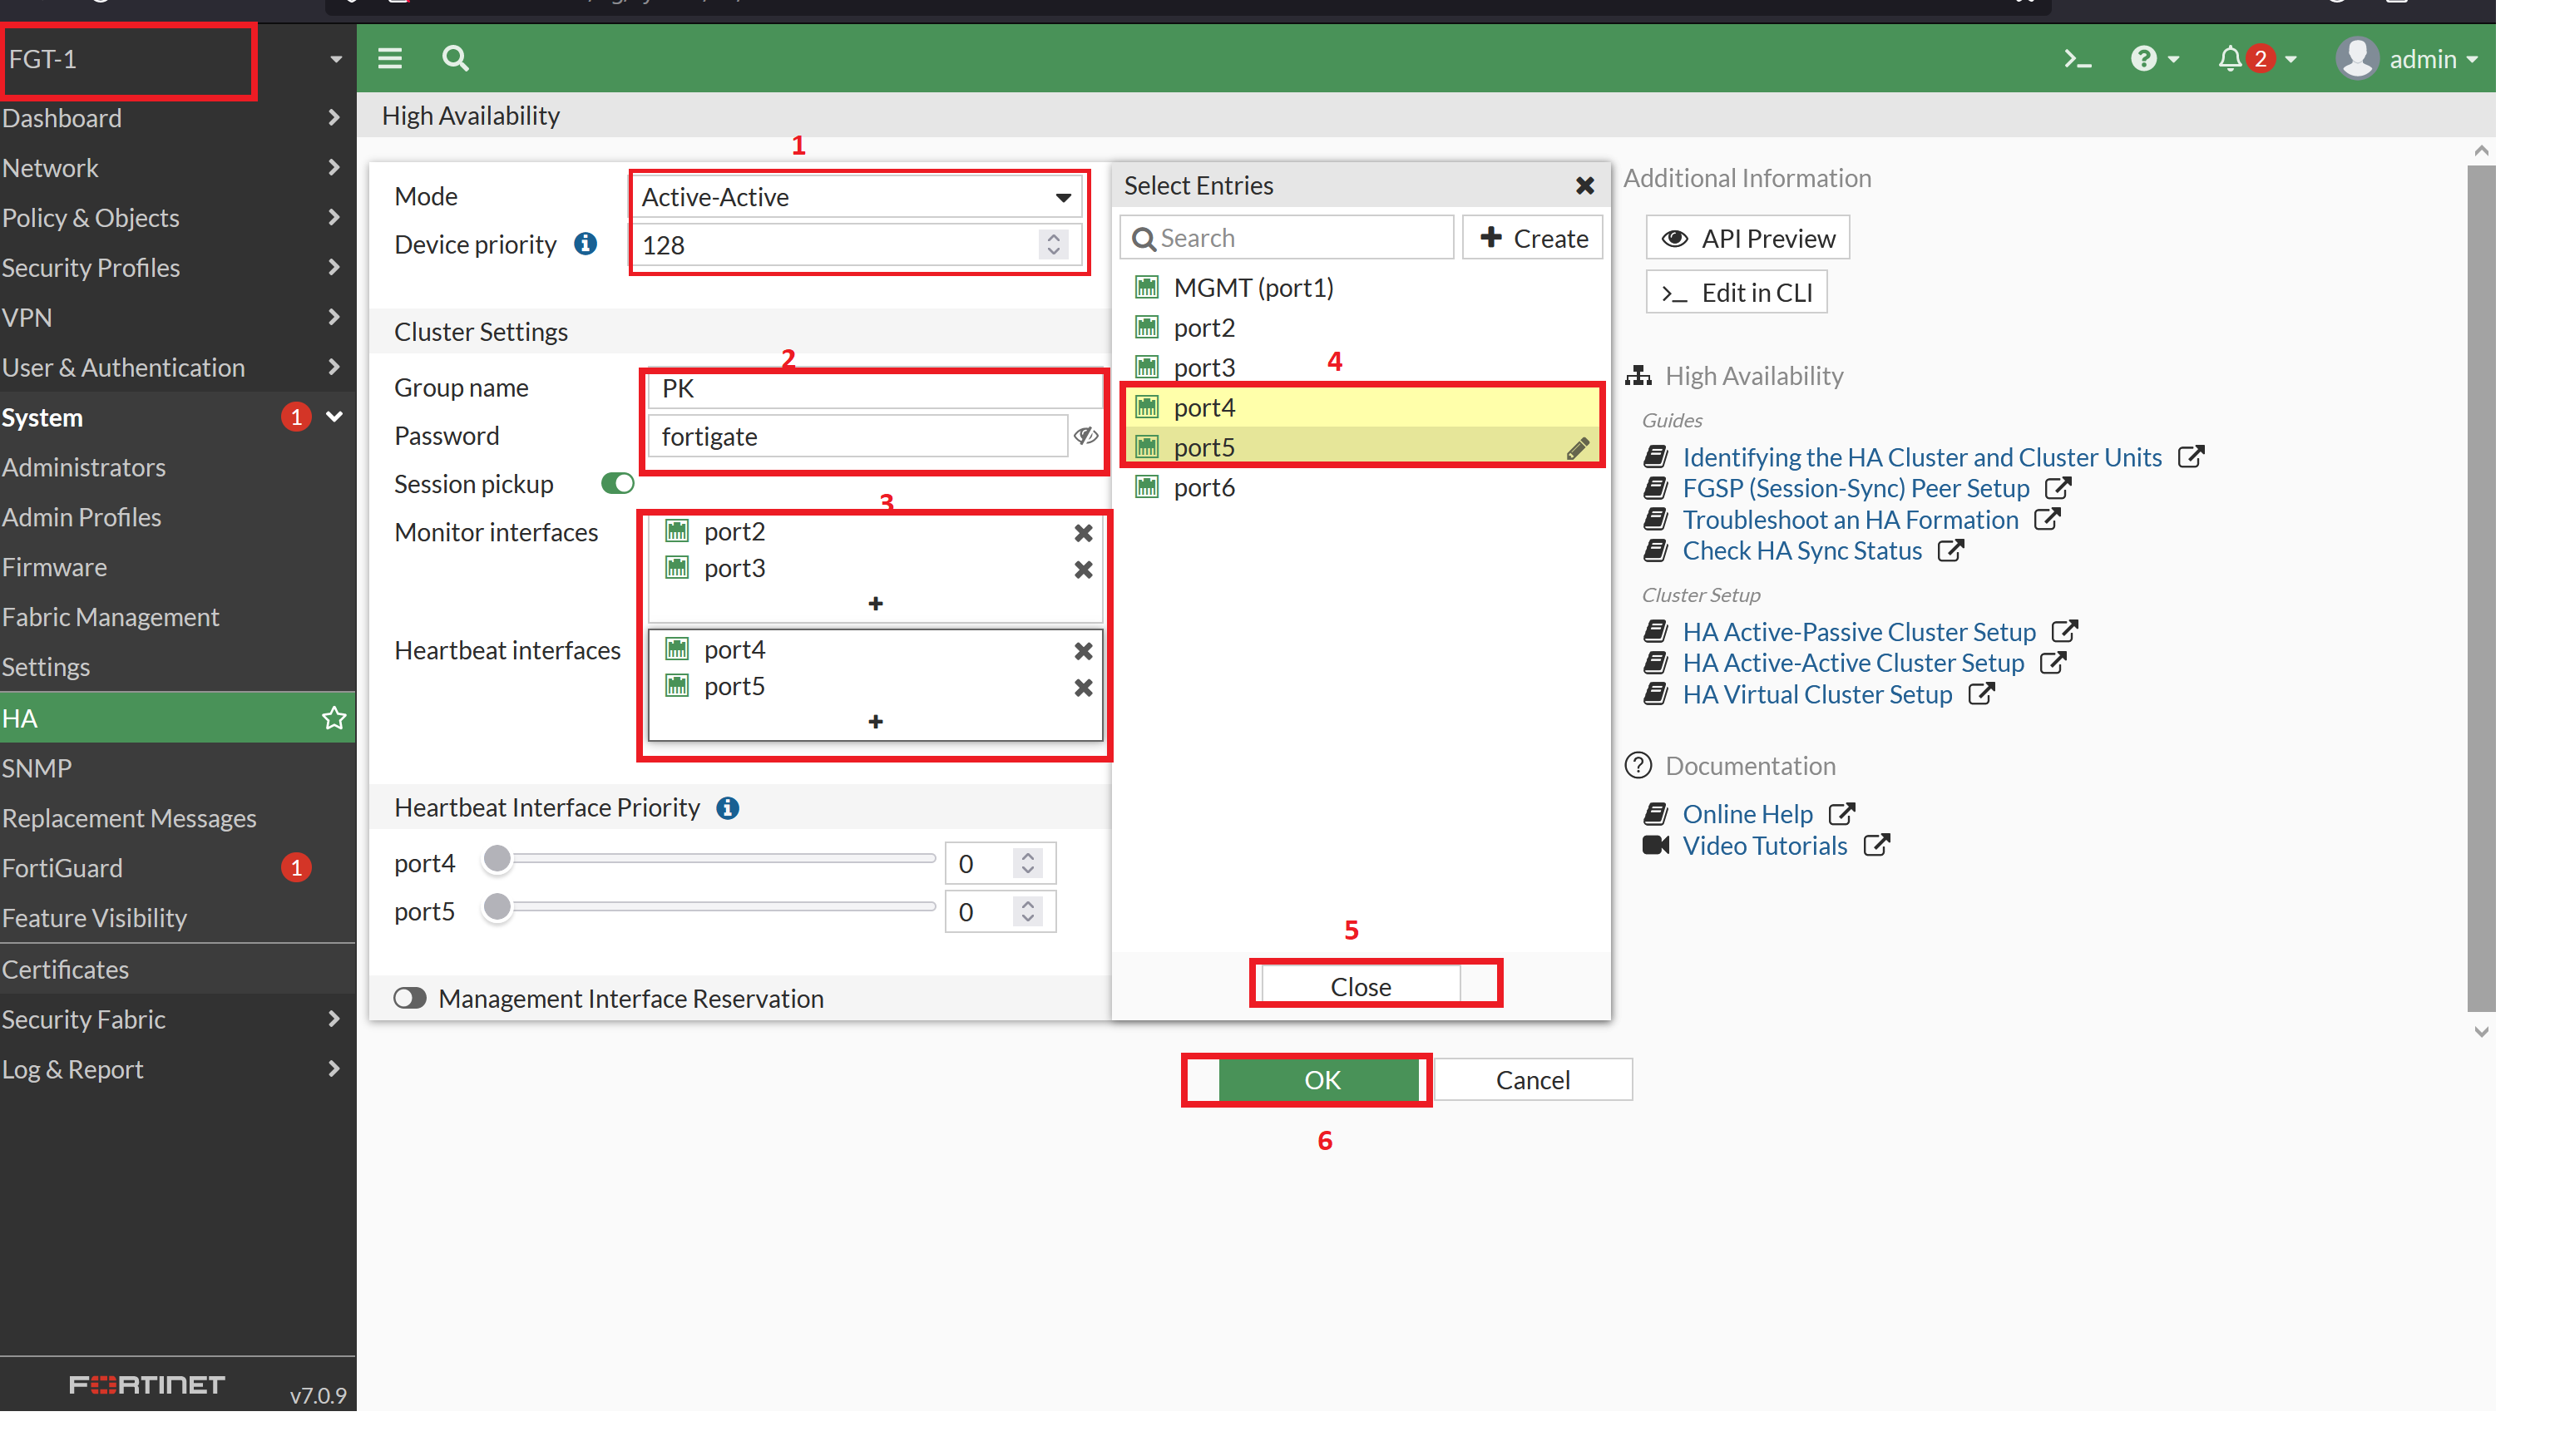 FGT-1
2
admin
Dashboard
Network
Policy & Objects
Security Profiles
VPN
User & Authentication
System 1
Administrators
Admin Profiles
Firmware
Fabric Management
Settings
HA
SNMP
Replacement Messages
FortiGuard 1
Feature Visibility
Certificates
Security Fabric
Log & Report
FORTINET
v7.0.9
High Availability
1
Mode Active-Active
Device priority 128
Cluster Settings
2
Group name PK
Password fortigate
Session pickup
3
Monitor interfaces port2
port3
+
Heartbeat interfaces port4
port5
+
Heartbeat Interface Priority
port4 0
port5 0
Management Interface Reservation
Select Entries
Search
+ Create
MGMT (port1)
port2
port3
4
port4
port5
port6
5
Close
OK
Cancel
6
Additional Information
API Preview
>_ Edit in CLI
High Availability
Guides
Identifying the HA Cluster and Cluster Units
FGSP (Session-Sync) Peer Setup
Troubleshoot an HA Formation
Check HA Sync Status
Cluster Setup
HA Active-Passive Cluster Setup
HA Active-Active Cluster Setup
HA Virtual Cluster Setup
Documentation
Online Help
Video Tutorials